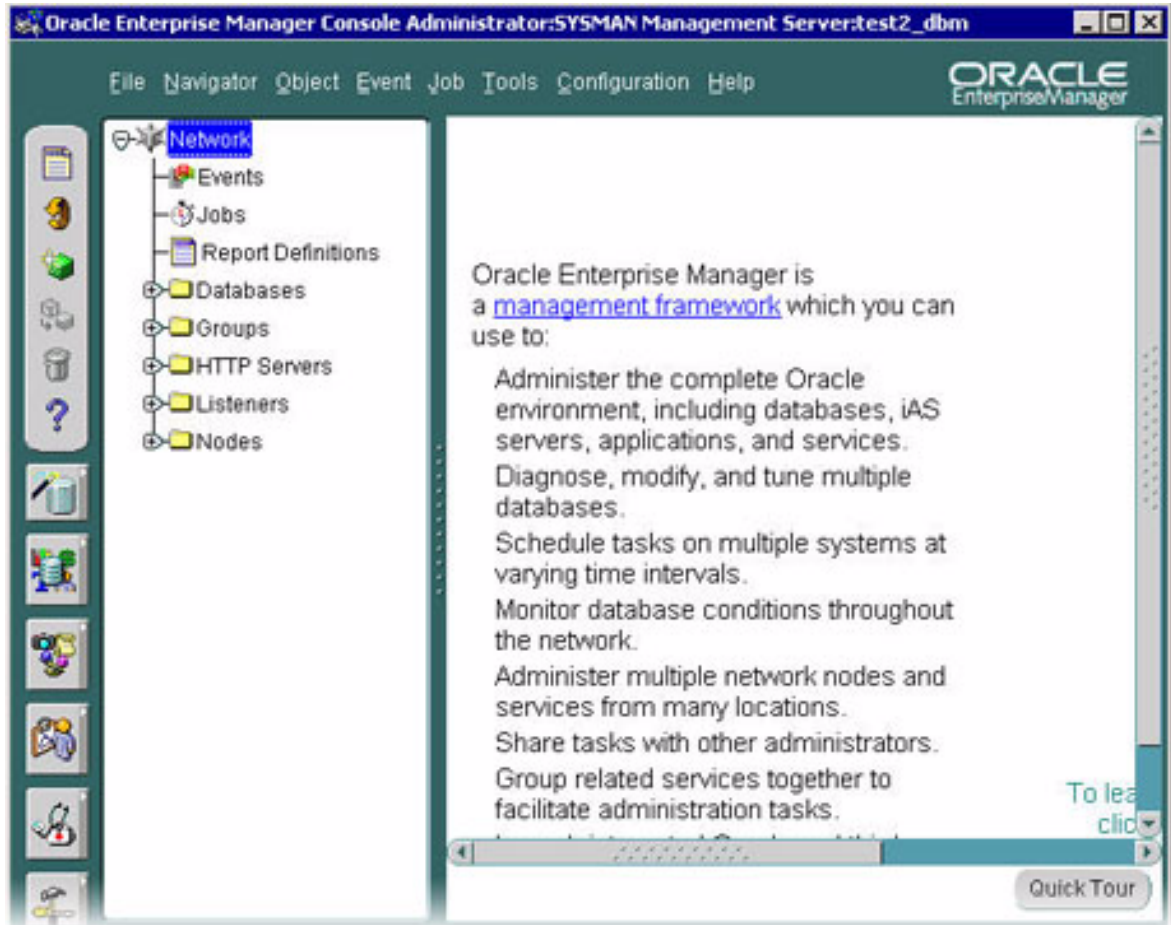 Oracle Enterprise Manager Console Administrator:SYSMAN Management Server:test2_dbm
File Navigator Object Event Job Tools Configuration Help
ORACLE
EnterpriseManager
Network
Events
Jobs
Report Definitions
Databases
Groups
HTTP Servers
Listeners
Nodes
Oracle Enterprise Manager is
a management framework which you can
use to:
Administer the complete Oracle
environment, including databases, iAS
servers, applications, and services.
Diagnose, modify, and tune multiple
databases.
Schedule tasks on multiple systems at
varying time intervals.
Monitor database conditions throughout
the network.
Administer multiple network nodes and
services from many locations.
Share tasks with other administrators.
Group related services together to
facilitate administration tasks.
To lea
clic
Quick Tour